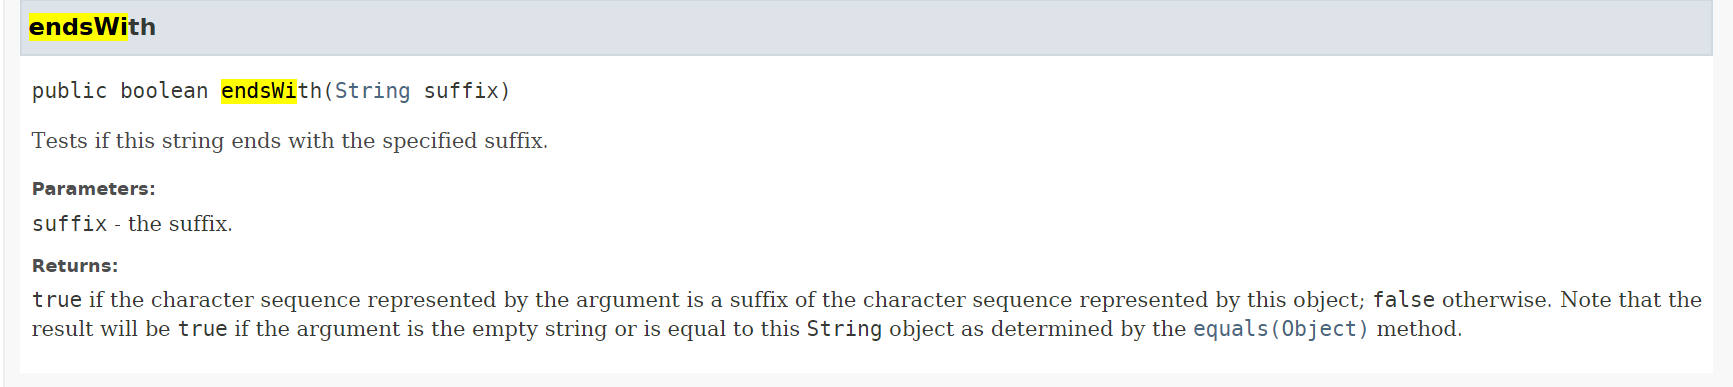 endsWith
public boolean endsWith(String suffix)
Tests if this string ends with the specified suffix.
Parameters:
suffix - the suffix.
Returns:
true if the character sequence represented by the argument is a suffix of the character sequence represented by this object; false otherwise. Note that the
result will be true if the argument is the empty string or is equal to this String object as determined by the equals(Object) method.